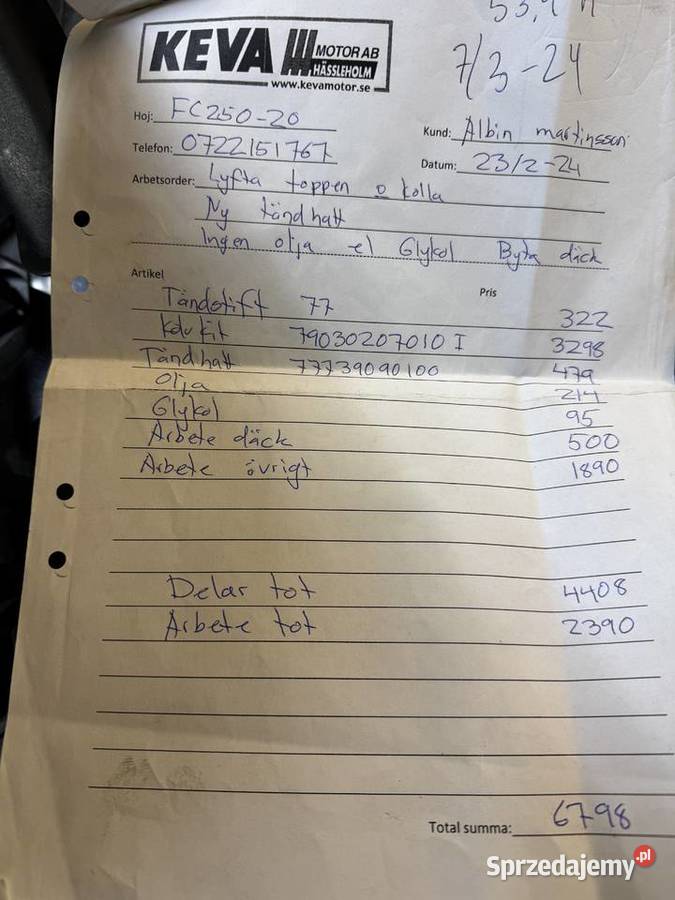 53,4 H
7/3-24
KEVA MOTOR AB
HÄSSLEHOLM
www.kevamotor.se
Hoj: FC250-20
Kund: Albin martinsson
Telefon: 0722151767
Datum: 23/2-24
Arbetsorder: Lyfta toppen o kolla
Ny tändhatt
Ingen olja el Glykol Byta däck
Artikel Pris
Tändstift 77 322
kolvkit 79030207010 I 3298
Tändhatt 77739090100 479
Olja 214
Glykol 95
Arbete däck 500
Arbete övrigt 1890
Delar tot 4408
Arbete tot 2390
Total summa: 6798
Sprzedajemy.pl